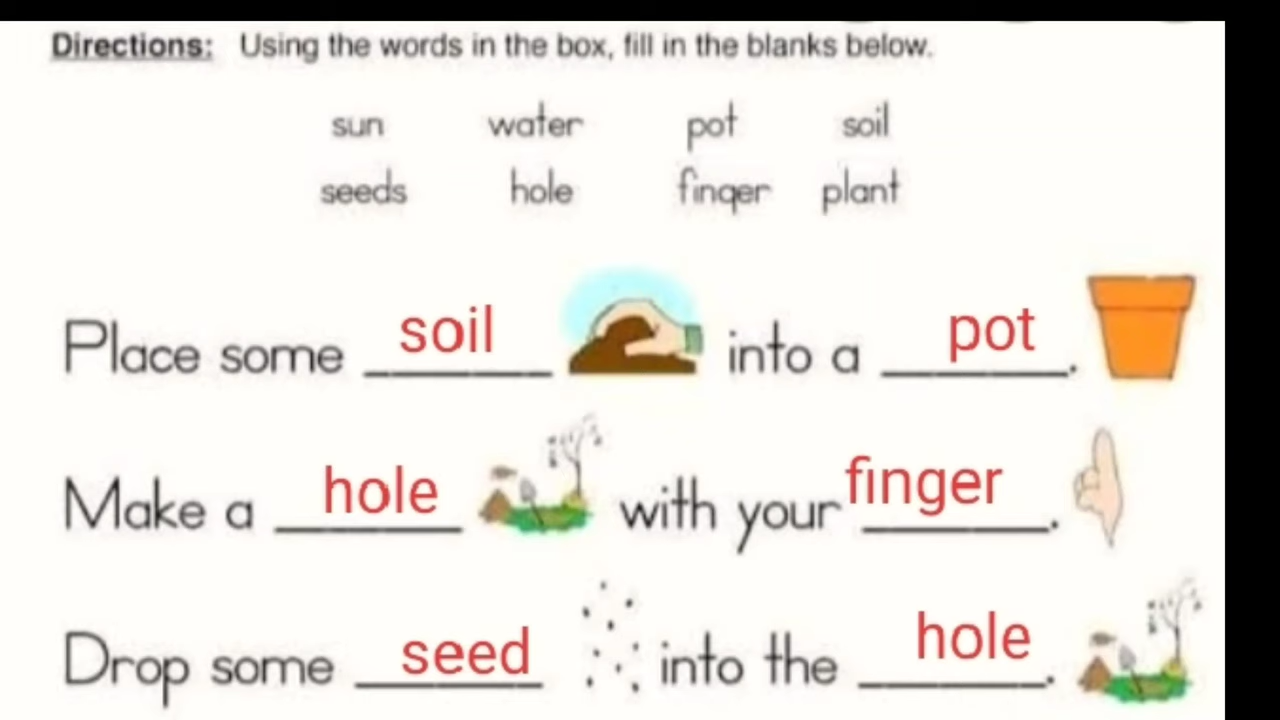 Directions: Using the words in the box, fill in the blanks below.
sun water pot soil
seeds hole finger plant
Place some soil into a pot.
Make a hole with your finger.
Drop some seed into the hole.